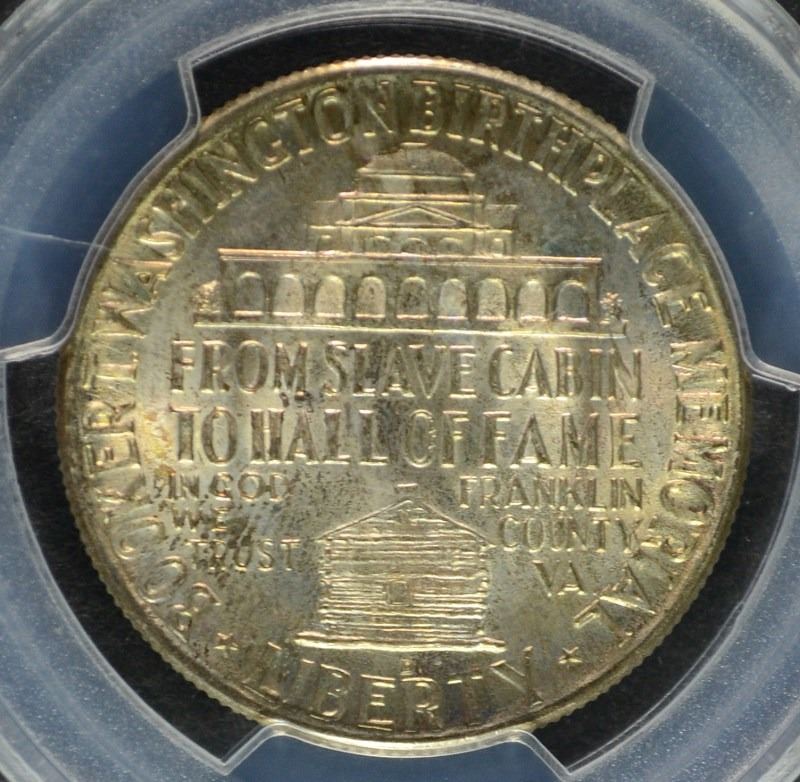 BOOKER T. WASHINGTON BIRTHPLACE MEMORIAL
FROM SLAVE CABIN
TO HALL OF FAME
IN GOD
WE
TRUST
FRANKLIN
COUNTY
VA
LIBERTY